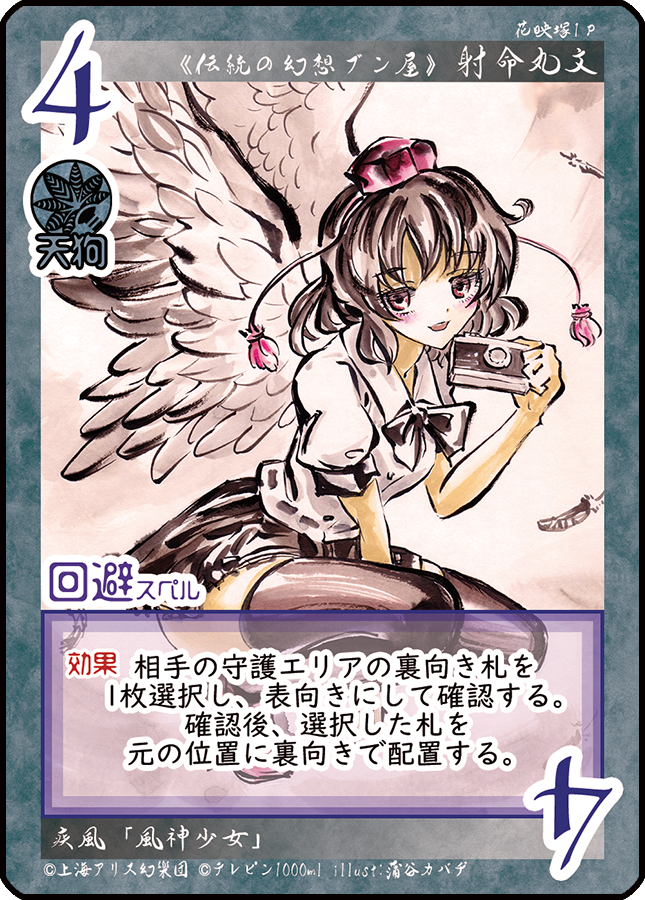 花映塚1P
《伝統の幻想ブン屋》 射命丸文
4
天狗
回避スペル
効果 相手の守護エリアの裏向き札を
1枚選択し、表向きにして確認する。
確認後、選択した札を
元の位置に裏向きで配置する。
4
疾風「風神少女」
©上海アリス幻樂団 ©テレピン1000ml illust:蒲谷カバヂ